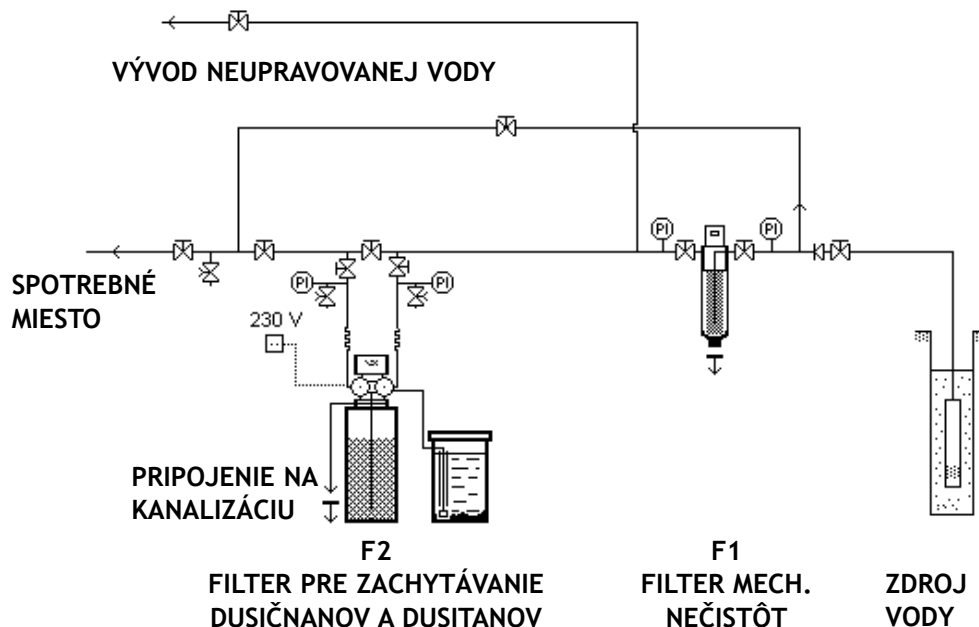 VÝVOD NEUPRAVOVANEJ VODY
PI
PI
SPOTREBNÉ
MIESTO
PI
PI
230 V
PRIPOJENIE NA
KANALIZÁCIU
F2
FILTER PRE ZACHYTÁVANIE
DUSIČNANOV A DUSITANOV
F1
FILTER MECH.
NEČISTÔT
ZDROJ
VODY